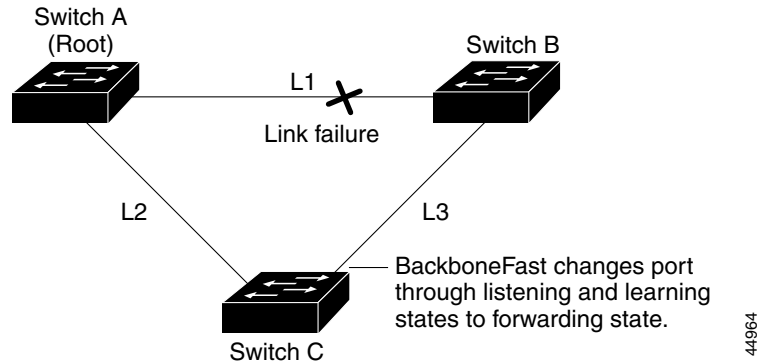 Switch A
(Root)
Switch B
L1
Link failure
L2
L3
BackboneFast changes port
through listening and learning
states to forwarding state.
Switch C
44964